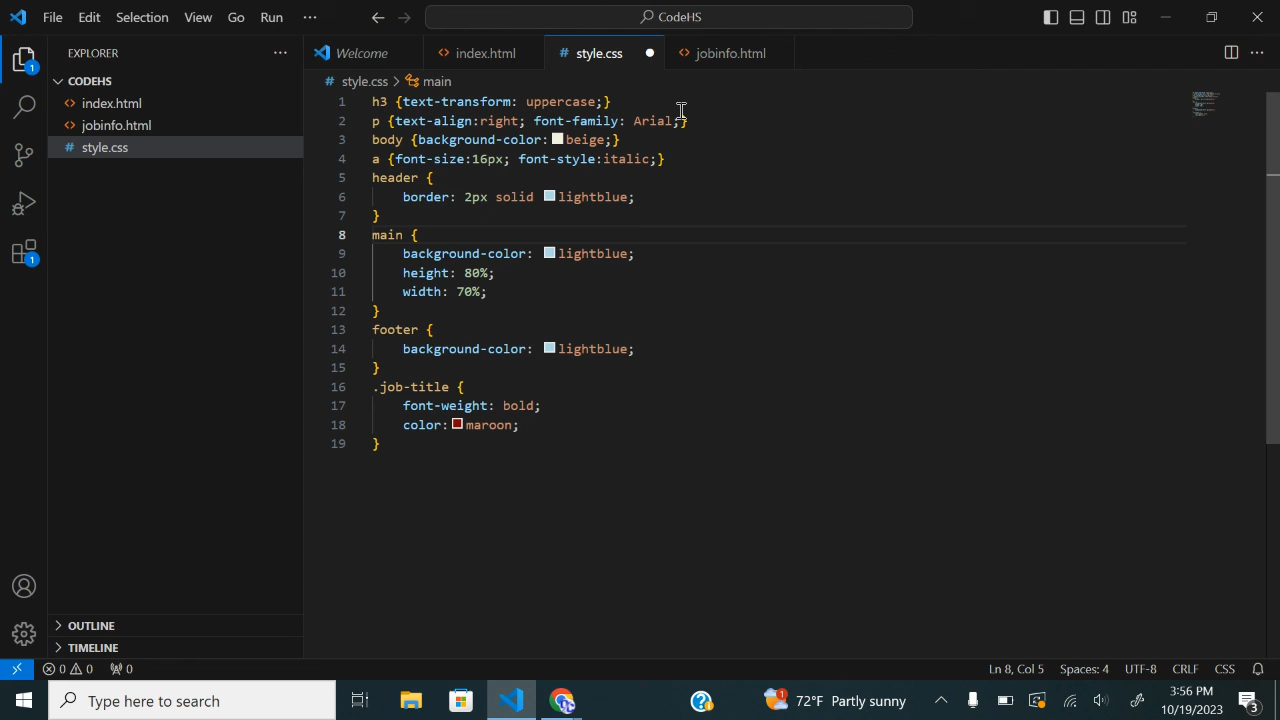 File Edit Selection View Go Run ··· CodeHS
EXPLORER ··· Welcome index.html style.css jobinfo.html ···
CODEHS style.css > main
index.html
jobinfo.html
style.css
1 h3 {text-transform: uppercase;}
2 p {text-align:right; font-family: Arial;}
3 body {background-color: beige;}
4 a {font-size:16px; font-style:italic;}
5 header {
6 border: 2px solid lightblue;
7 }
8 main {
9 background-color: lightblue;
10 height: 80%;
11 width: 70%;
12 }
13 footer {
14 background-color: lightblue;
15 }
16 .job-title {
17 font-weight: bold;
18 color: maroon;
19 }
1
1
OUTLINE
TIMELINE
0 0 0 Ln 8, Col 5 Spaces: 4 UTF-8 CRLF CSS
Type here to search 1 72°F Partly sunny 3:56 PM
10/19/2023 3